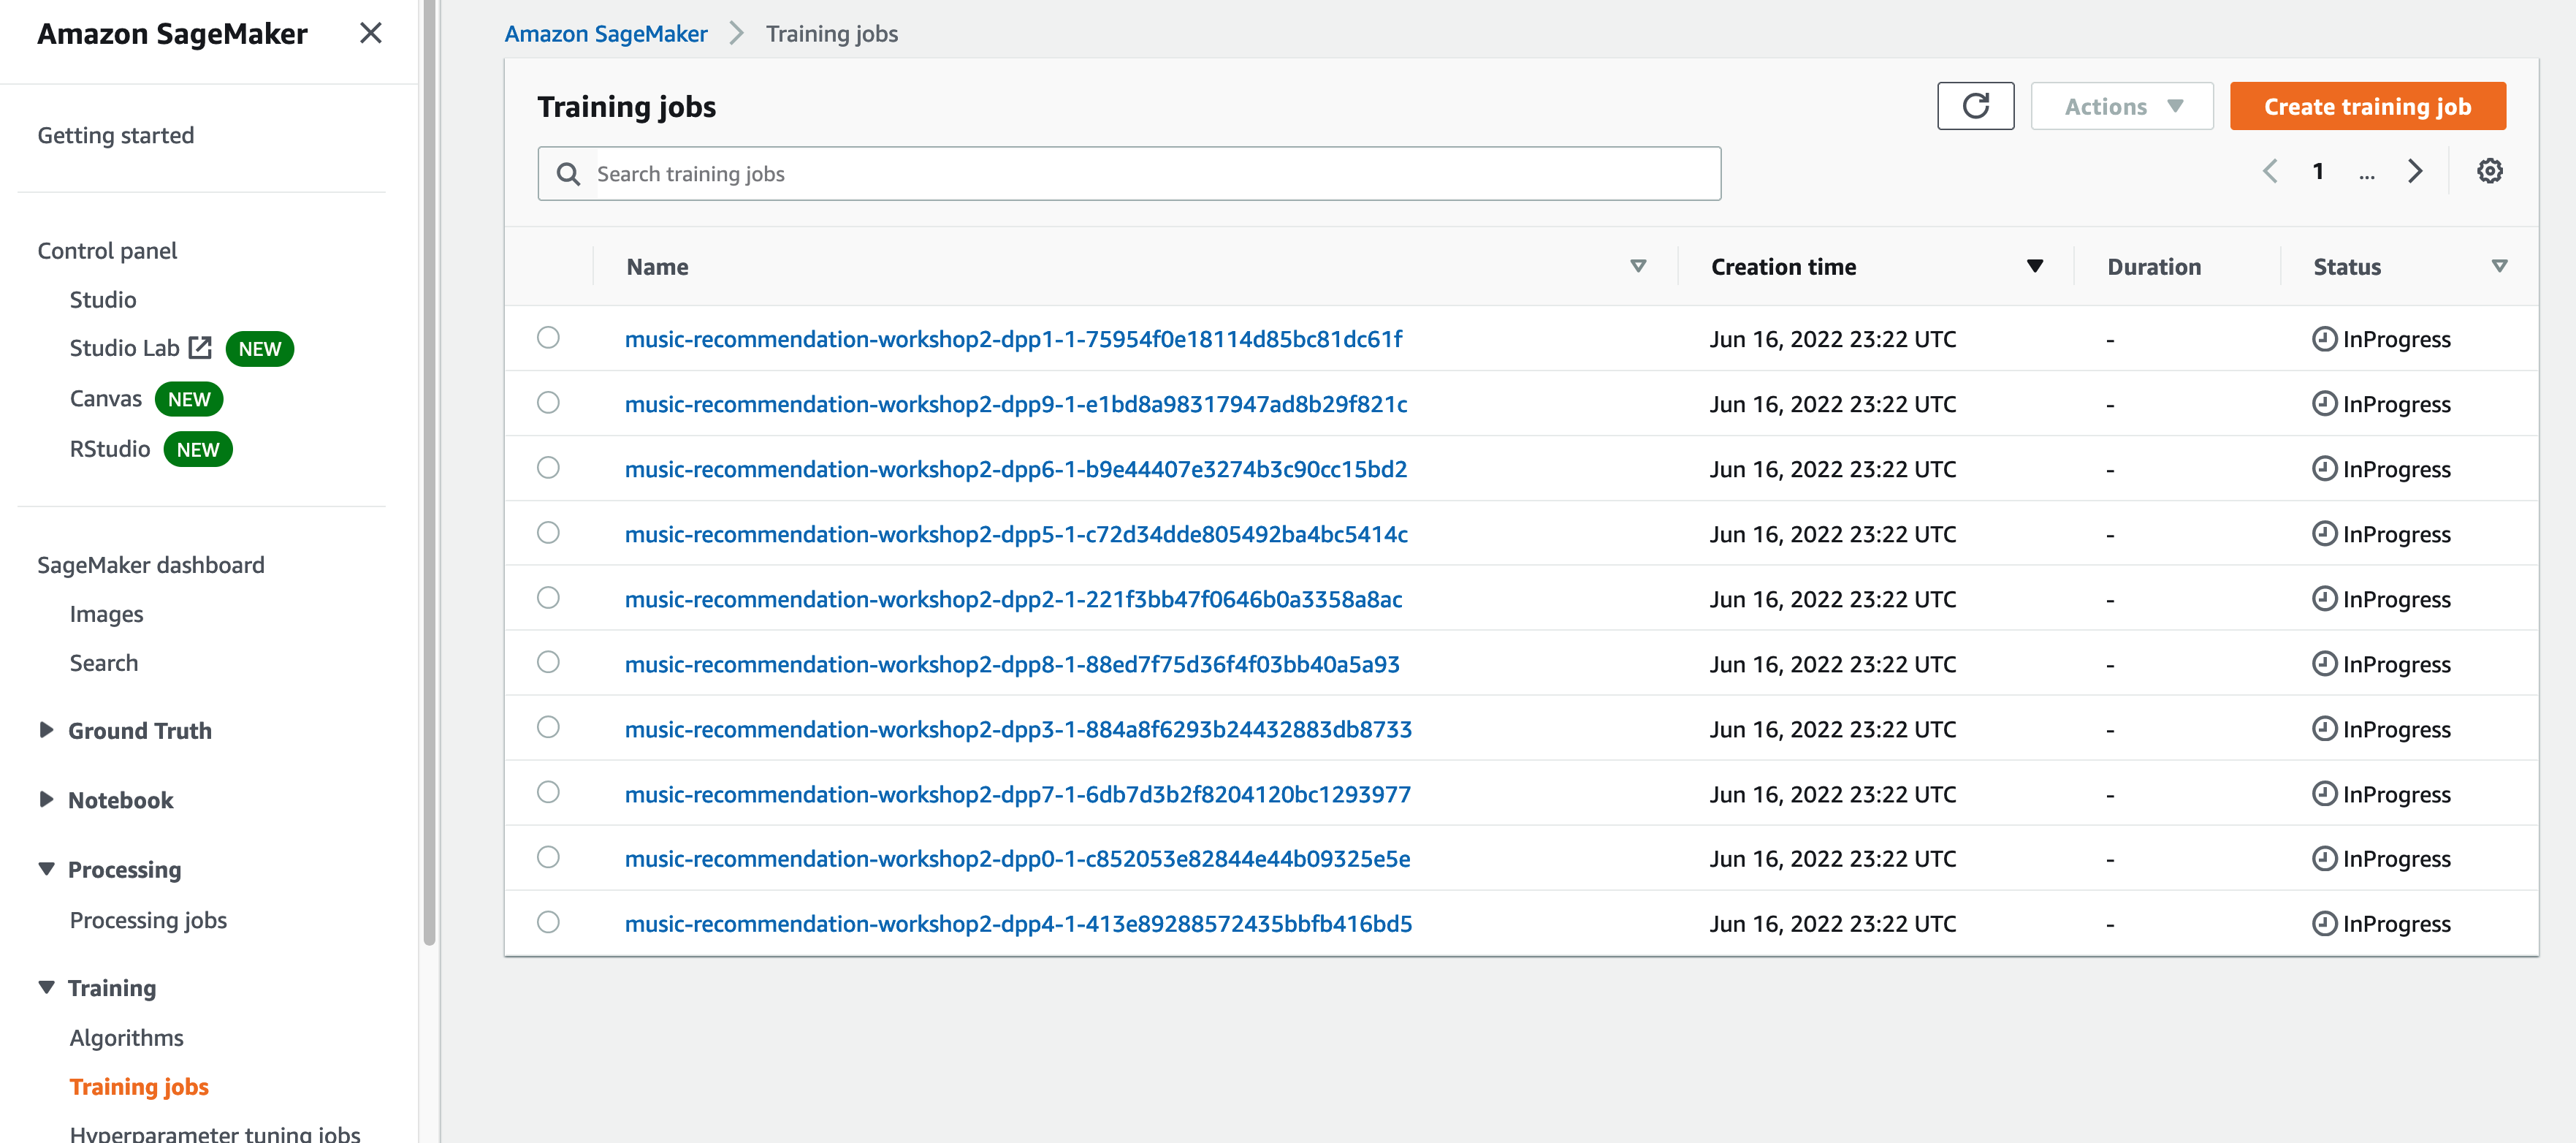 Amazon SageMaker
Getting started
Control panel
Studio
Studio Lab NEW
Canvas NEW
RStudio NEW
SageMaker dashboard
Images
Search
Ground Truth
Notebook
Processing
Processing jobs
Training
Algorithms
Training jobs
Hyperparameter tuning jobs
Amazon SageMaker Training jobs
Training jobs
Actions
Create training job
Search training jobs
1 ...
Name Creation time Duration Status
music-recommendation-workshop2-dpp1-1-75954f0e18114d85bc81dc61f Jun 16, 2022 23:22 UTC - InProgress
music-recommendation-workshop2-dpp9-1-e1bd8a98317947ad8b29f821c Jun 16, 2022 23:22 UTC - InProgress
music-recommendation-workshop2-dpp6-1-b9e44407e3274b3c90cc15bd2 Jun 16, 2022 23:22 UTC - InProgress
music-recommendation-workshop2-dpp5-1-c72d34dde805492ba4bc5414c Jun 16, 2022 23:22 UTC - InProgress
music-recommendation-workshop2-dpp2-1-221f3bb47f0646b0a3358a8ac Jun 16, 2022 23:22 UTC - InProgress
music-recommendation-workshop2-dpp8-1-88ed7f75d36f4f03bb40a5a93 Jun 16, 2022 23:22 UTC - InProgress
music-recommendation-workshop2-dpp3-1-884a8f6293b24432883db8733 Jun 16, 2022 23:22 UTC - InProgress
music-recommendation-workshop2-dpp7-1-6db7d3b2f8204120bc1293977 Jun 16, 2022 23:22 UTC - InProgress
music-recommendation-workshop2-dpp0-1-c852053e82844e44b09325e5e Jun 16, 2022 23:22 UTC - InProgress
music-recommendation-workshop2-dpp4-1-413e89288572435bbfb416bd5 Jun 16, 2022 23:22 UTC - InProgress